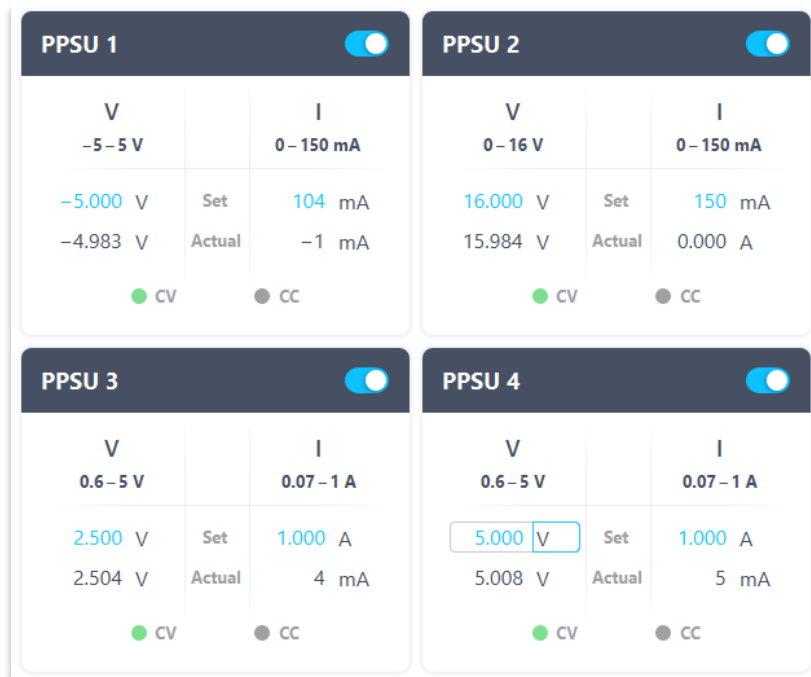 PPSU 1
V I
−5 – 5 V 0 – 150 mA
−5.000 V Set 104 mA
−4.983 V Actual −1 mA
CV CC
PPSU 2
V I
0 – 16 V 0 – 150 mA
16.000 V Set 150 mA
15.984 V Actual 0.000 A
CV CC
PPSU 3
V I
0.6 – 5 V 0.07 – 1 A
2.500 V Set 1.000 A
2.504 V Actual 4 mA
CV CC
PPSU 4
V I
0.6 – 5 V 0.07 – 1 A
5.000 V Set 1.000 A
5.008 V Actual 5 mA
CV CC